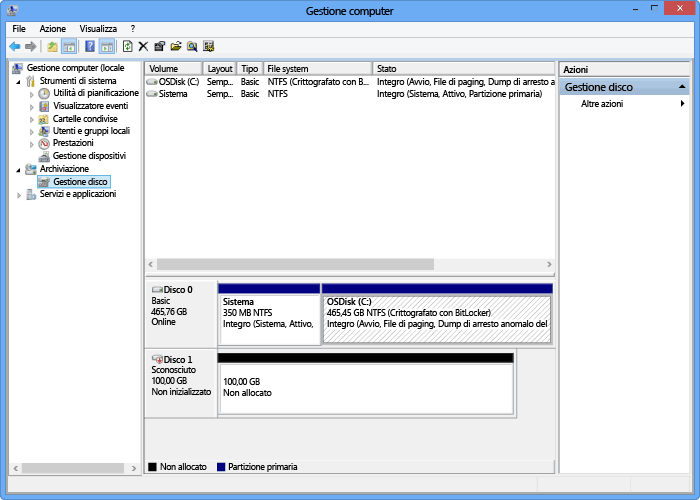 Gestione computer
File Azione Visualizza ?
Gestione computer (locale
Strumenti di sistema
Utilità di pianificazione
Visualizzatore eventi
Cartelle condivise
Utenti e gruppi locali
Prestazioni
Gestione dispositivi
Archiviazione
Gestione disco
Servizi e applicazioni
Volume Layout Tipo File system Stato
OSDisk (C:) Semp... Basic NTFS (Crittografato con B... Integro (Avvio, File di paging, Dump di arresto a
Sistema Semp... Basic NTFS Integro (Sistema, Attivo, Partizione primaria)
Disco 0
Basic
465,76 GB
Online
Sistema
350 MB NTFS
Integro (Sistema, Attivo,
OSDisk (C:)
465,45 GB NTFS (Crittografato con BitLocker)
Integro (Avvio, File di paging, Dump di arresto anomalo del
Disco 1
Sconosciuto
100,00 GB
Non inizializzato
100,00 GB
Non allocato
Non allocato Partizione primaria
Azioni
Gestione disco
Altre azioni